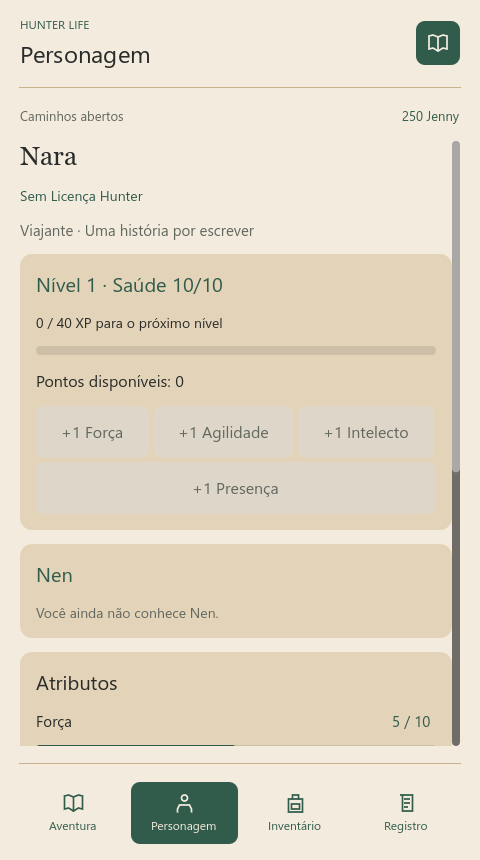 HUNTER LIFE
Personagem
Caminhos abertos
250 Jenny
Nara
Sem Licença Hunter
Viajante · Uma história por escrever
Nível 1 · Saúde 10/10
0 / 40 XP para o próximo nível
Pontos disponíveis: 0
+1 Força
+1 Agilidade
+1 Intelecto
+1 Presença
Nen
Você ainda não conhece Nen.
Atributos
Força
5 / 10
Aventura
Personagem
Inventário
Registro